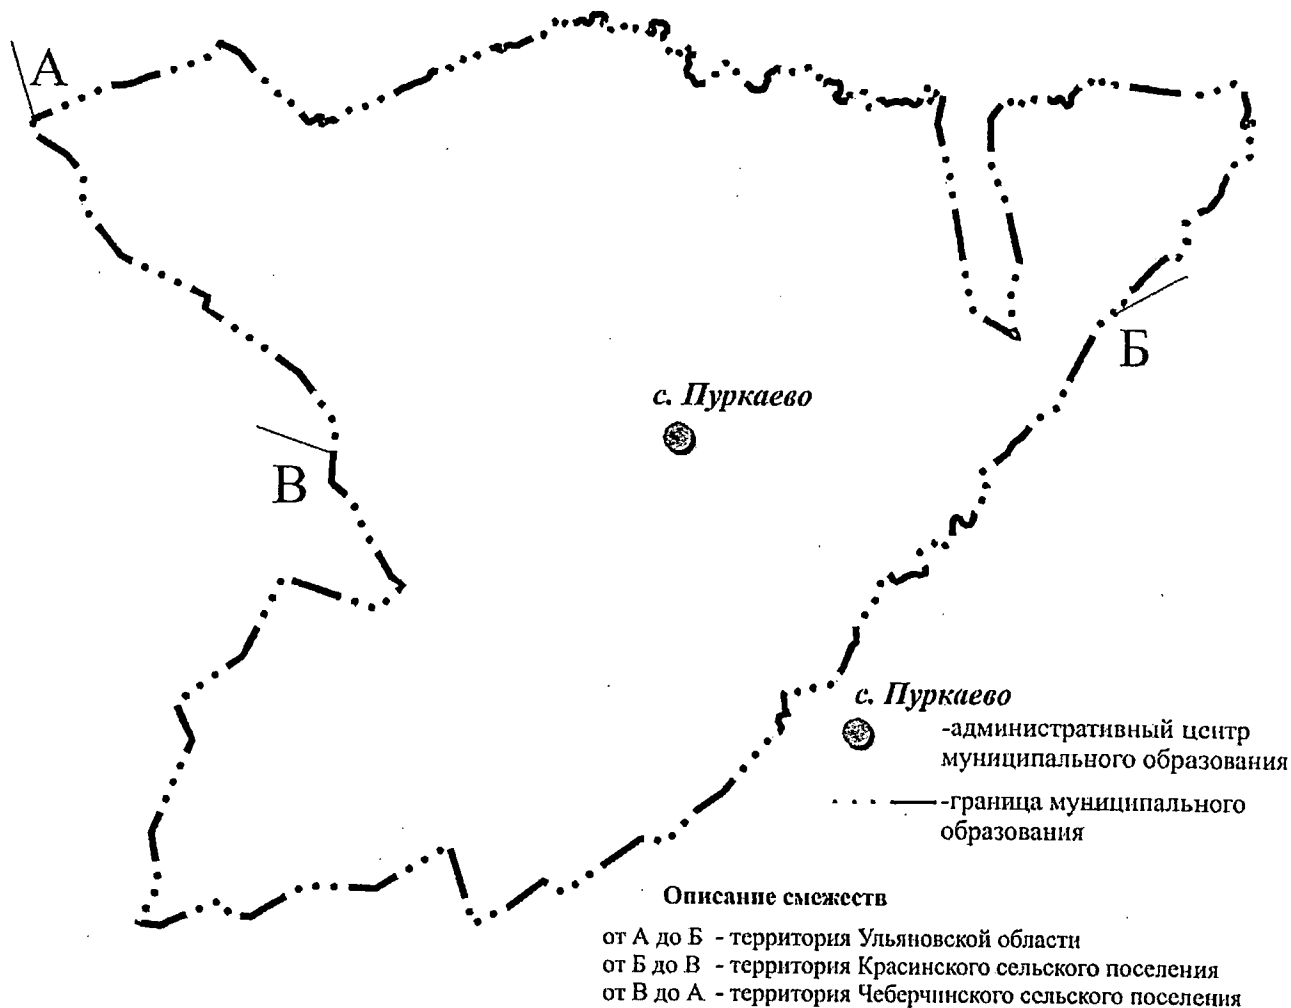 А
Б
с. Пуркаево
В
с. Пуркаево
-административный центр
муниципального образования
-граница муниципального
образования
Описание смежеств
от А до Б - территория Ульяновской области
от Б до В - территория Красинского сельского поселения
от В до А - территория Чеберчинского сельского поселения